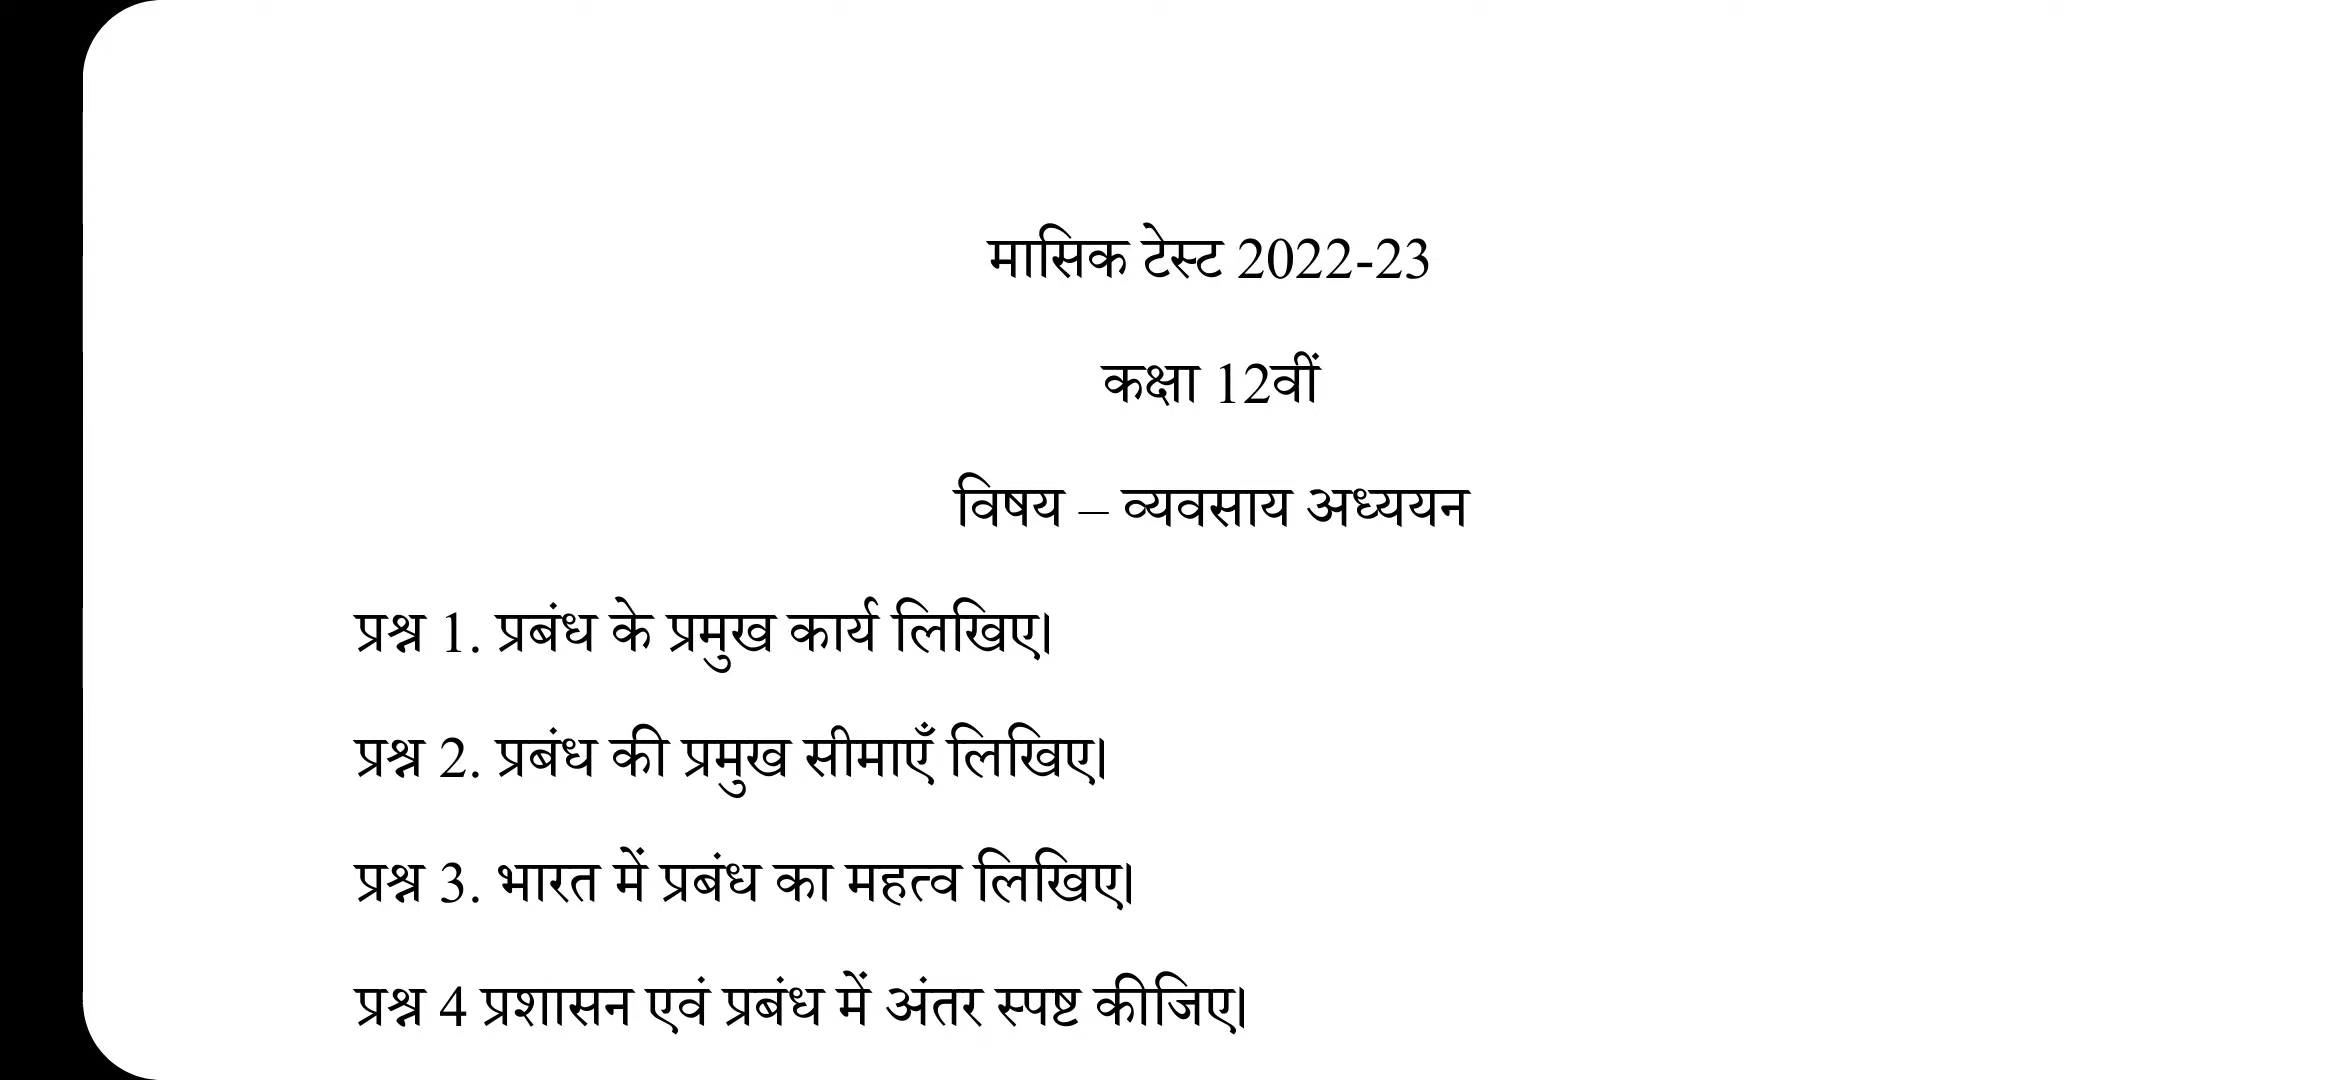 मासिक टेस्ट 2022-23
कक्षा 12वीं
विषय – व्यवसाय अध्ययन
प्रश्न 1. प्रबंध के प्रमुख कार्य लिखिए।
प्रश्न 2. प्रबंध की प्रमुख सीमाएँ लिखिए।
प्रश्न 3. भारत में प्रबंध का महत्व लिखिए।
प्रश्न 4 प्रशासन एवं प्रबंध में अंतर स्पष्ट कीजिए।